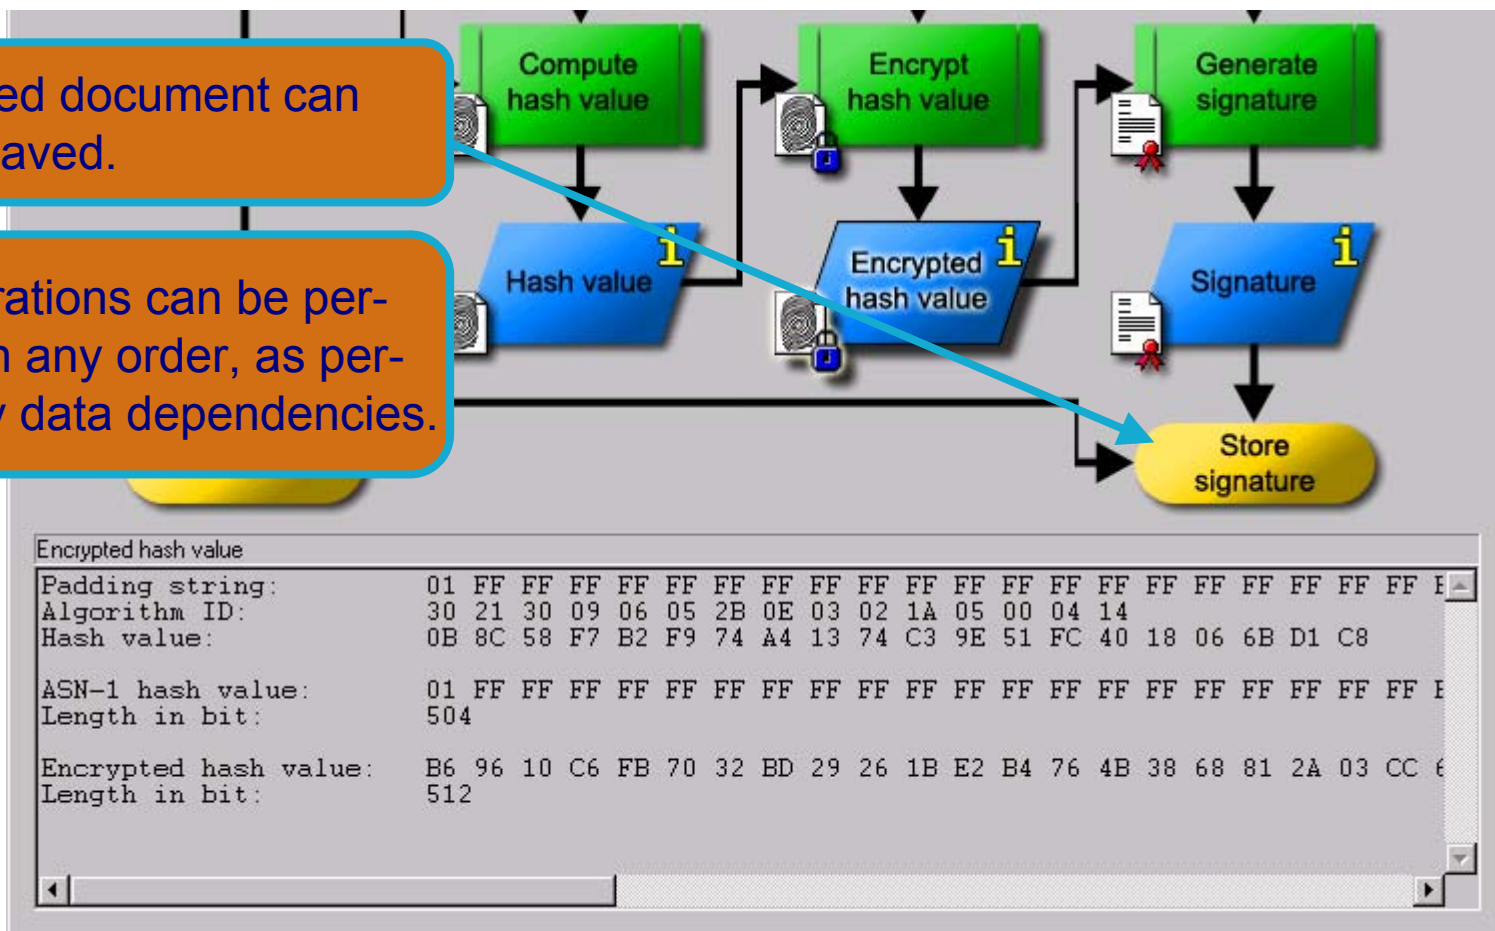 ed document can
aved.
rations can be per-
n any order, as per-
y data dependencies.
Compute
hash value
Encrypt
hash value
Generate
signature
Hash value
i
Encrypted
hash value
i
Signature
i
Store
signature
Encrypted hash value
Padding string: 01 FF FF FF FF FF FF FF FF FF FF FF FF FF FF FF FF FF FF FF FF
Algorithm ID: 30 21 30 09 06 05 2B 0E 03 02 1A 05 00 04 14
Hash value: 0B 8C 58 F7 B2 F9 74 A4 13 74 C3 9E 51 FC 40 18 06 6B D1 C8
ASN-1 hash value: 01 FF FF FF FF FF FF FF FF FF FF FF FF FF FF FF FF FF FF FF FF
Length in bit: 504
Encrypted hash value: B6 96 10 C6 FB 70 32 BD 29 26 1B E2 B4 76 4B 38 68 81 2A 03 CC
Length in bit: 512